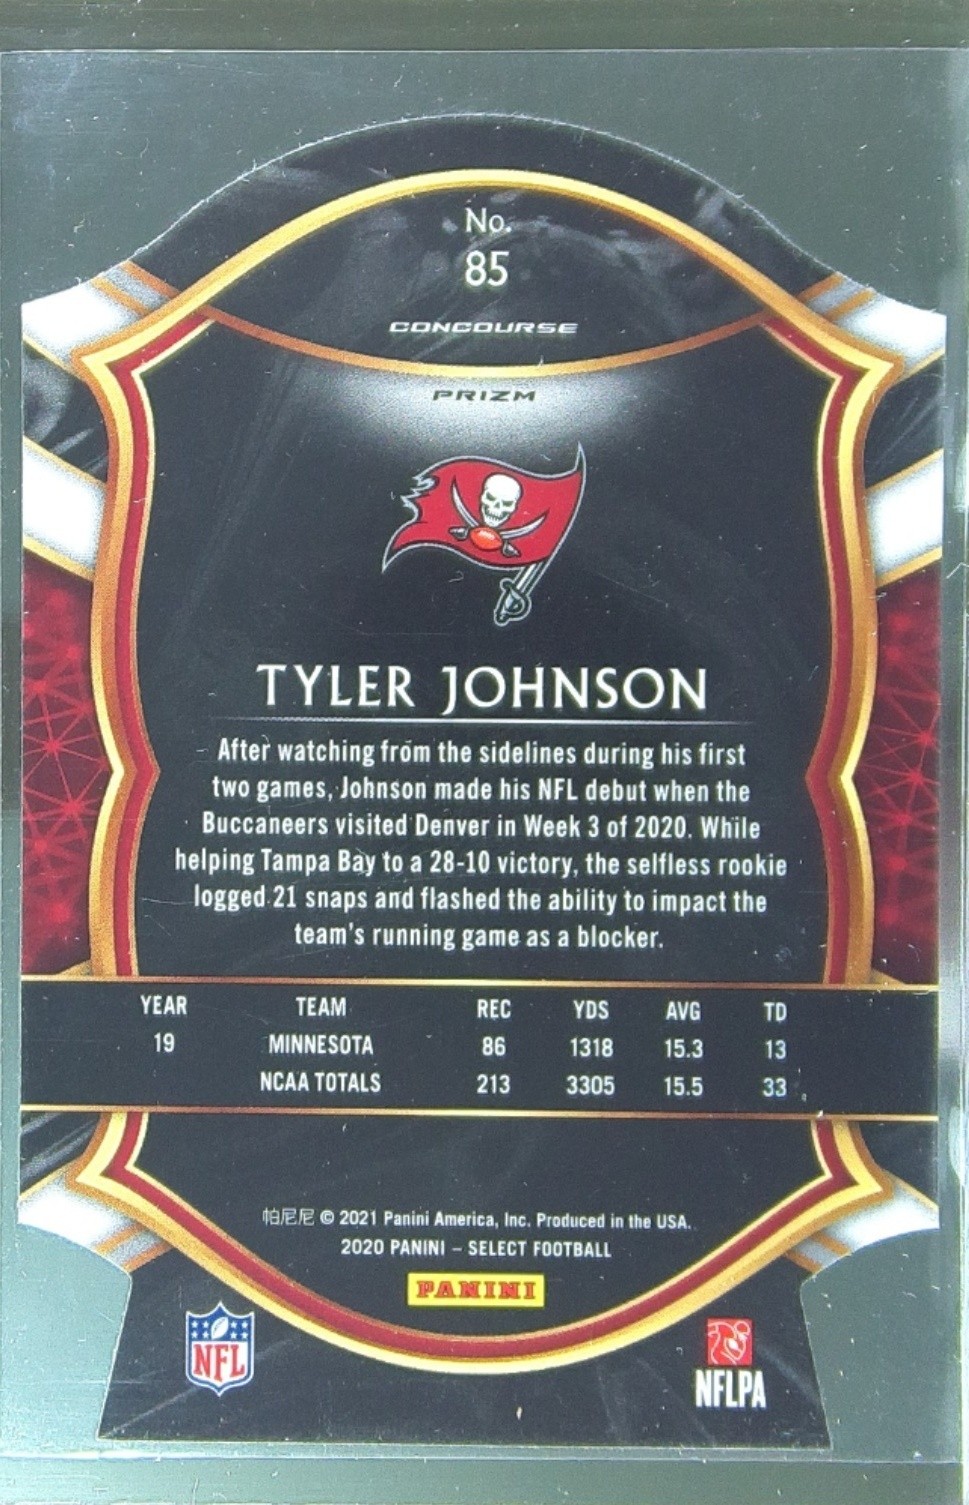 No.
85
CONCOURSE
PRIZM
TYLER JOHNSON
After watching from the sidelines during his first
two games, Johnson made his NFL debut when the
Buccaneers visited Denver in Week 3 of 2020. While
helping Tampa Bay to a 28-10 victory, the selfless rookie
logged 21 snaps and flashed the ability to impact the
team's running game as a blocker.
YEAR TEAM REC YDS AVG TD
19 MINNESOTA 86 1318 15.3 13
NCAA TOTALS 213 3305 15.5 33
帕尼尼 © 2021 Panini America, Inc. Produced in the USA.
2020 PANINI – SELECT FOOTBALL
PANINI
NFL
NFLPA